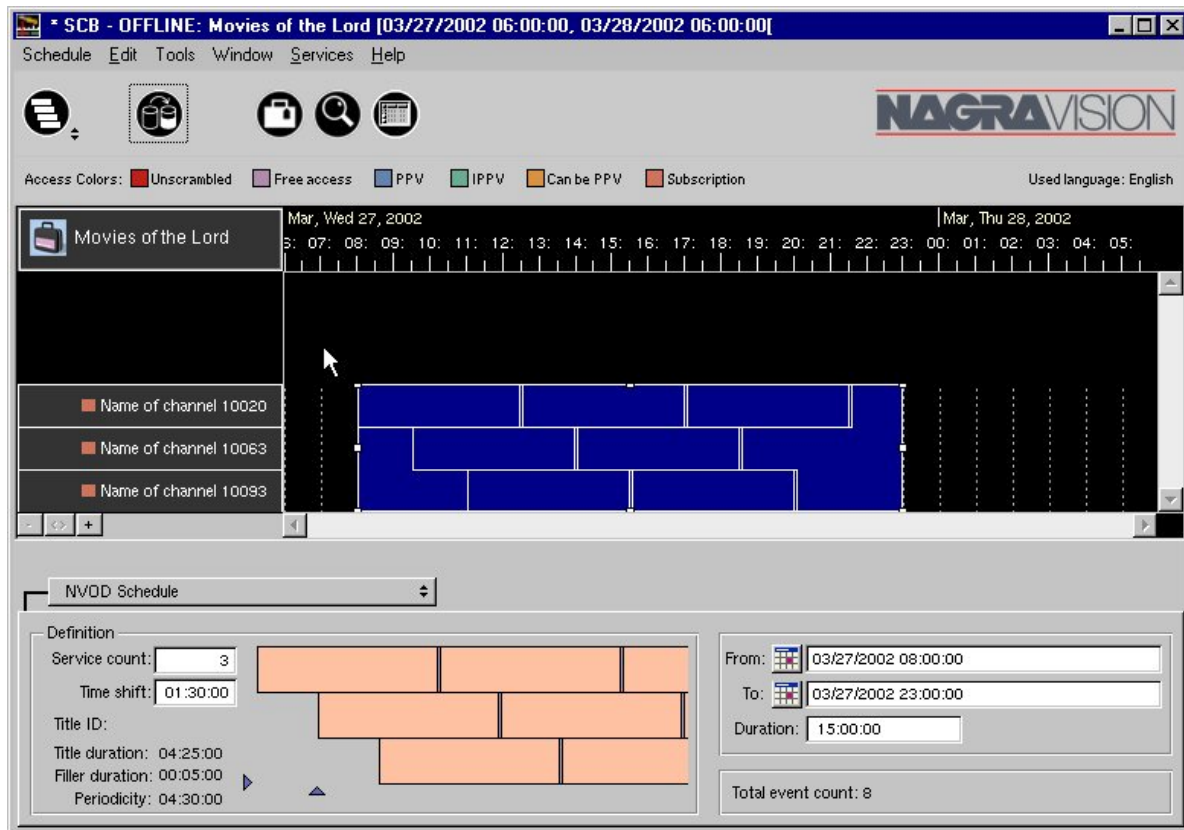 * SCB - OFFLINE: Movies of the Lord [03/27/2002 06:00:00, 03/28/2002 06:00:00[
Schedule Edit Tools Window Services Help
NAGRAVISION
Access Colors: Unscrambled Free access PPV IPPV Can be PPV Subscription Used language: English
Movies of the Lord
Mar, Wed 27, 2002 Mar, Thu 28, 2002
6: 07: 08: 09: 10: 11: 12: 13: 14: 15: 16: 17: 18: 19: 20: 21: 22: 23: 00: 01: 02: 03: 04: 05:
Name of channel 10020
Name of channel 10063
Name of channel 10093
- <> +
NVOD Schedule
Definition
Service count: 3
Time shift: 01:30:00
Title ID:
Title duration: 04:25:00
Filler duration: 00:05:00
Periodicity: 04:30:00
From: 03/27/2002 08:00:00
To: 03/27/2002 23:00:00
Duration: 15:00:00
Total event count: 8